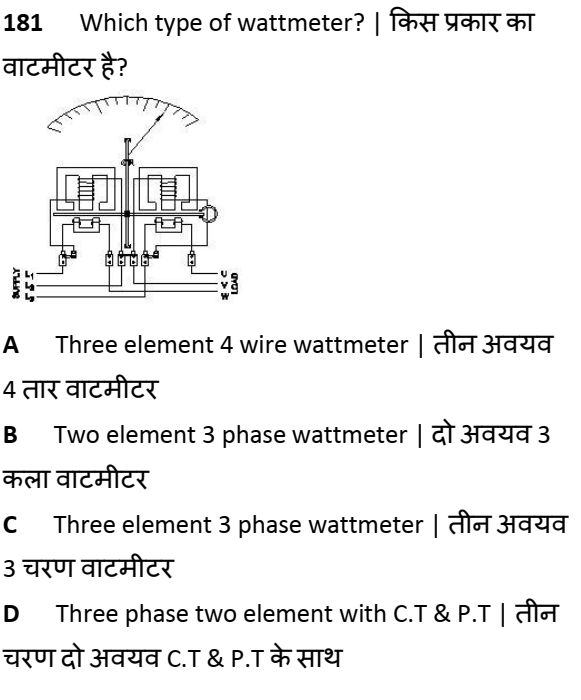 181 Which type of wattmeter? | किस प्रकार का
वाटमीटर है?
SUPPLY
L₁
L₂
L₃
U
V
W
LOAD
A Three element 4 wire wattmeter | तीन अवयव
4 तार वाटमीटर
B Two element 3 phase wattmeter | दो अवयव 3
कला वाटमीटर
C Three element 3 phase wattmeter | तीन अवयव
3 चरण वाटमीटर
D Three phase two element with C.T & P.T | तीन
चरण दो अवयव C.T & P.T के साथ